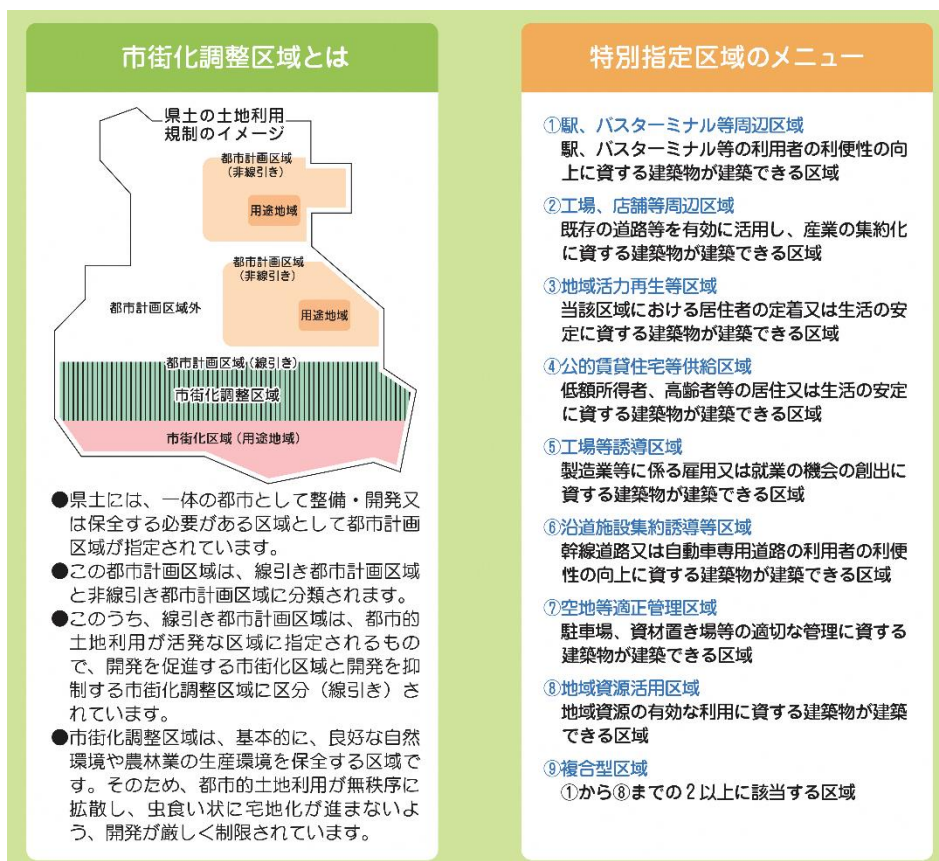 市街化調整区域とは
県土の土地利用
規制のイメージ
都市計画区域
(非線引き)
用途地域
都市計画区域
(非線引き)
用途地域
都市計画区域外
都市計画区域(線引き)
市街化調整区域
市街化区域(用途地域)
●県土には、一体の都市として整備・開発又
は保全する必要がある区域として都市計画
区域が指定されています。
●この都市計画区域は、線引き都市計画区域
と非線引き都市計画区域に分類されます。
●このうち、線引き都市計画区域は、都市的
土地利用が活発な区域に指定されるもの
で、開発を促進する市街化区域と開発を抑
制する市街化調整区域に区分(線引き)さ
れています。
●市街化調整区域は、基本的に、良好な自然
環境や農林業の生産環境を保全する区域で
す。そのため、都市的土地利用が無秩序に
拡散し、虫食い状に宅地化が進まないよ
う、開発が厳しく制限されています。
特別指定区域のメニュー
①駅、バスターミナル等周辺区域
駅、バスターミナル等の利用者の利便性の向
上に資する建築物が建築できる区域
②工場、店舗等周辺区域
既存の道路等を有効に活用し、産業の集約化
に資する建築物が建築できる区域
③地域活力再生等区域
当該区域における居住者の定着又は生活の安
定に資する建築物が建築できる区域
④公的賃貸住宅等供給区域
低額所得者、高齢者等の居住又は生活の安定
に資する建築物が建築できる区域
⑤工場等誘導区域
製造業等に係る雇用又は就業の機会の創出に
資する建築物が建築できる区域
⑥沿道施設集約誘導等区域
幹線道路又は自動車専用道路の利用者の利便
性の向上に資する建築物が建築できる区域
⑦空地等適正管理区域
駐車場、資材置き場等の適切な管理に資する
建築物が建築できる区域
⑧地域資源活用区域
地域資源の有効な利用に資する建築物が建築
できる区域
⑨複合型区域
①から⑧までの2以上に該当する区域